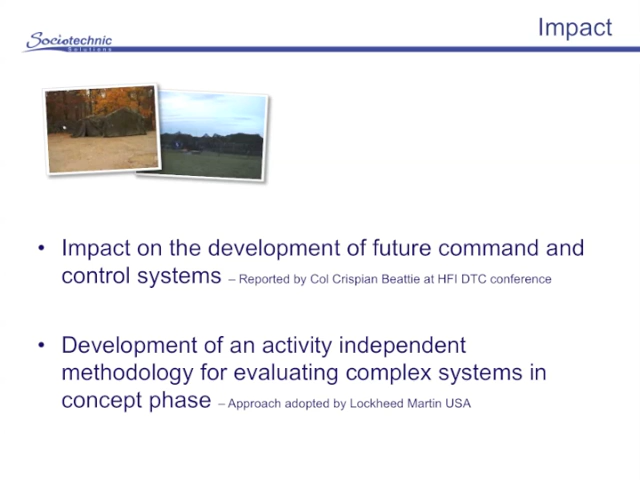 Impact
Sociotechnic
Solutions
• Impact on the development of future command and
control systems – Reported by Col Crispian Beattie at HFI DTC conference
• Development of an activity independent
methodology for evaluating complex systems in
concept phase – Approach adopted by Lockheed Martin USA